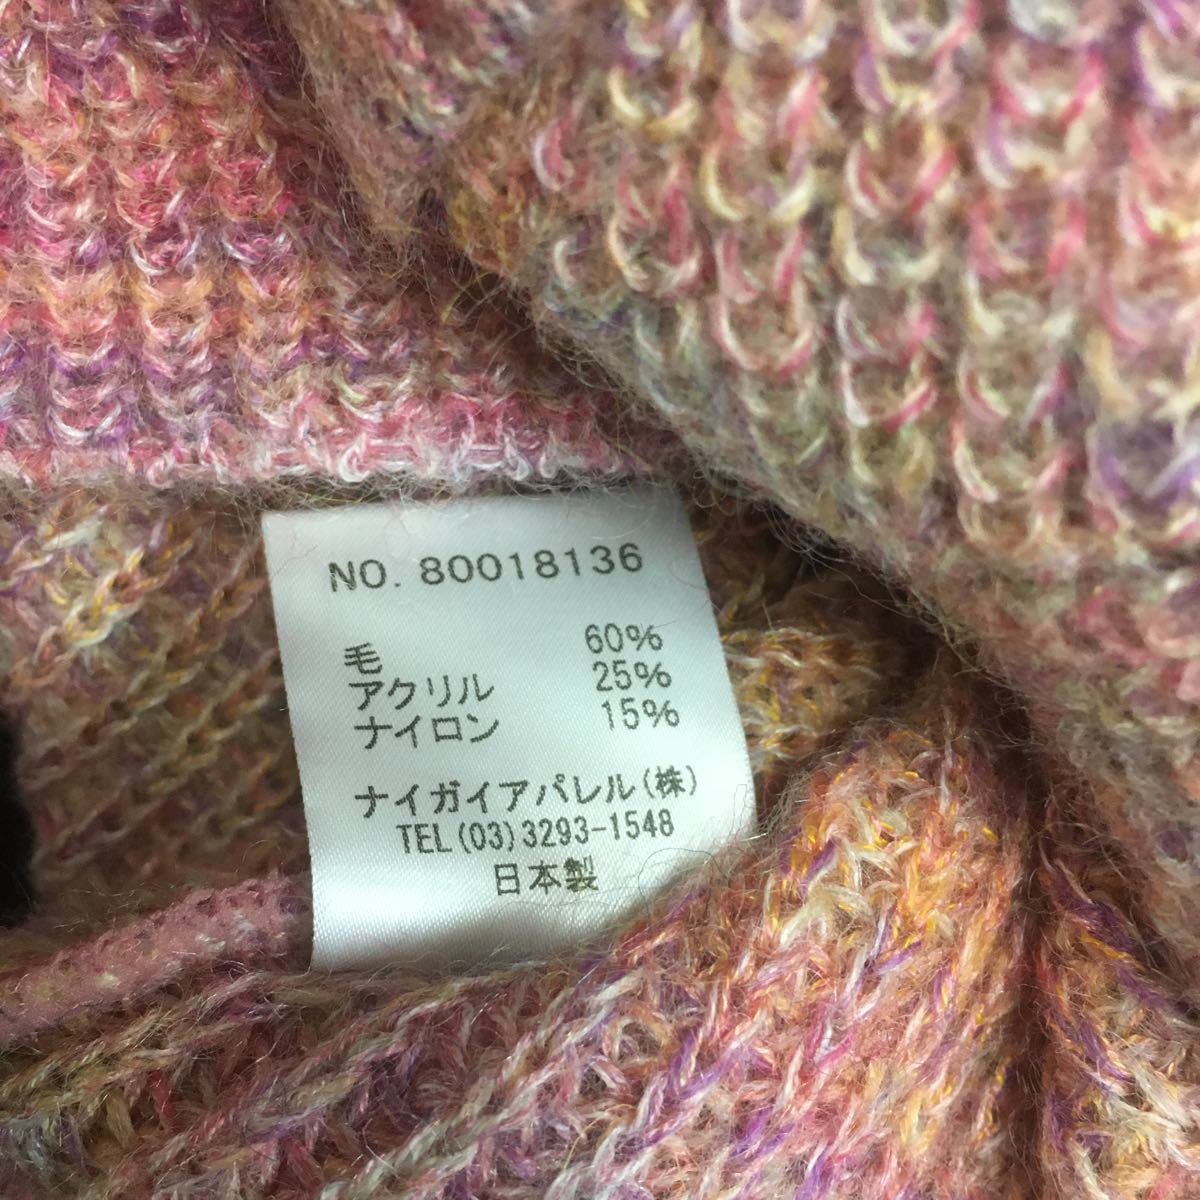 NO. 80018136
毛 60%
アクリル 25%
ナイロン 15%
ナイガイアパレル(株)
TEL(03)3293-1548
日本製